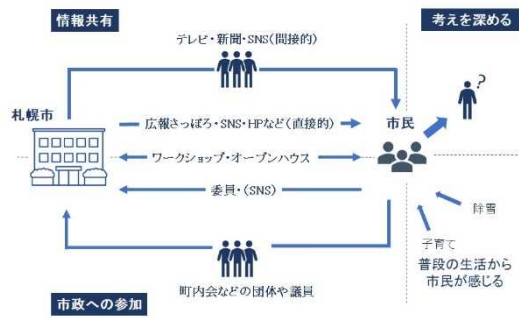 情報共有
考えを深める
テレビ・新聞・SNS(間接的)
?
札幌市
広報さっぽろ・SNS・HPなど(直接的)
市民
ワークショップ・オープンハウス
委員・(SNS)
除雪
子育て
普段の生活から
市民が感じる
町内会などの団体や議員
市政への参加